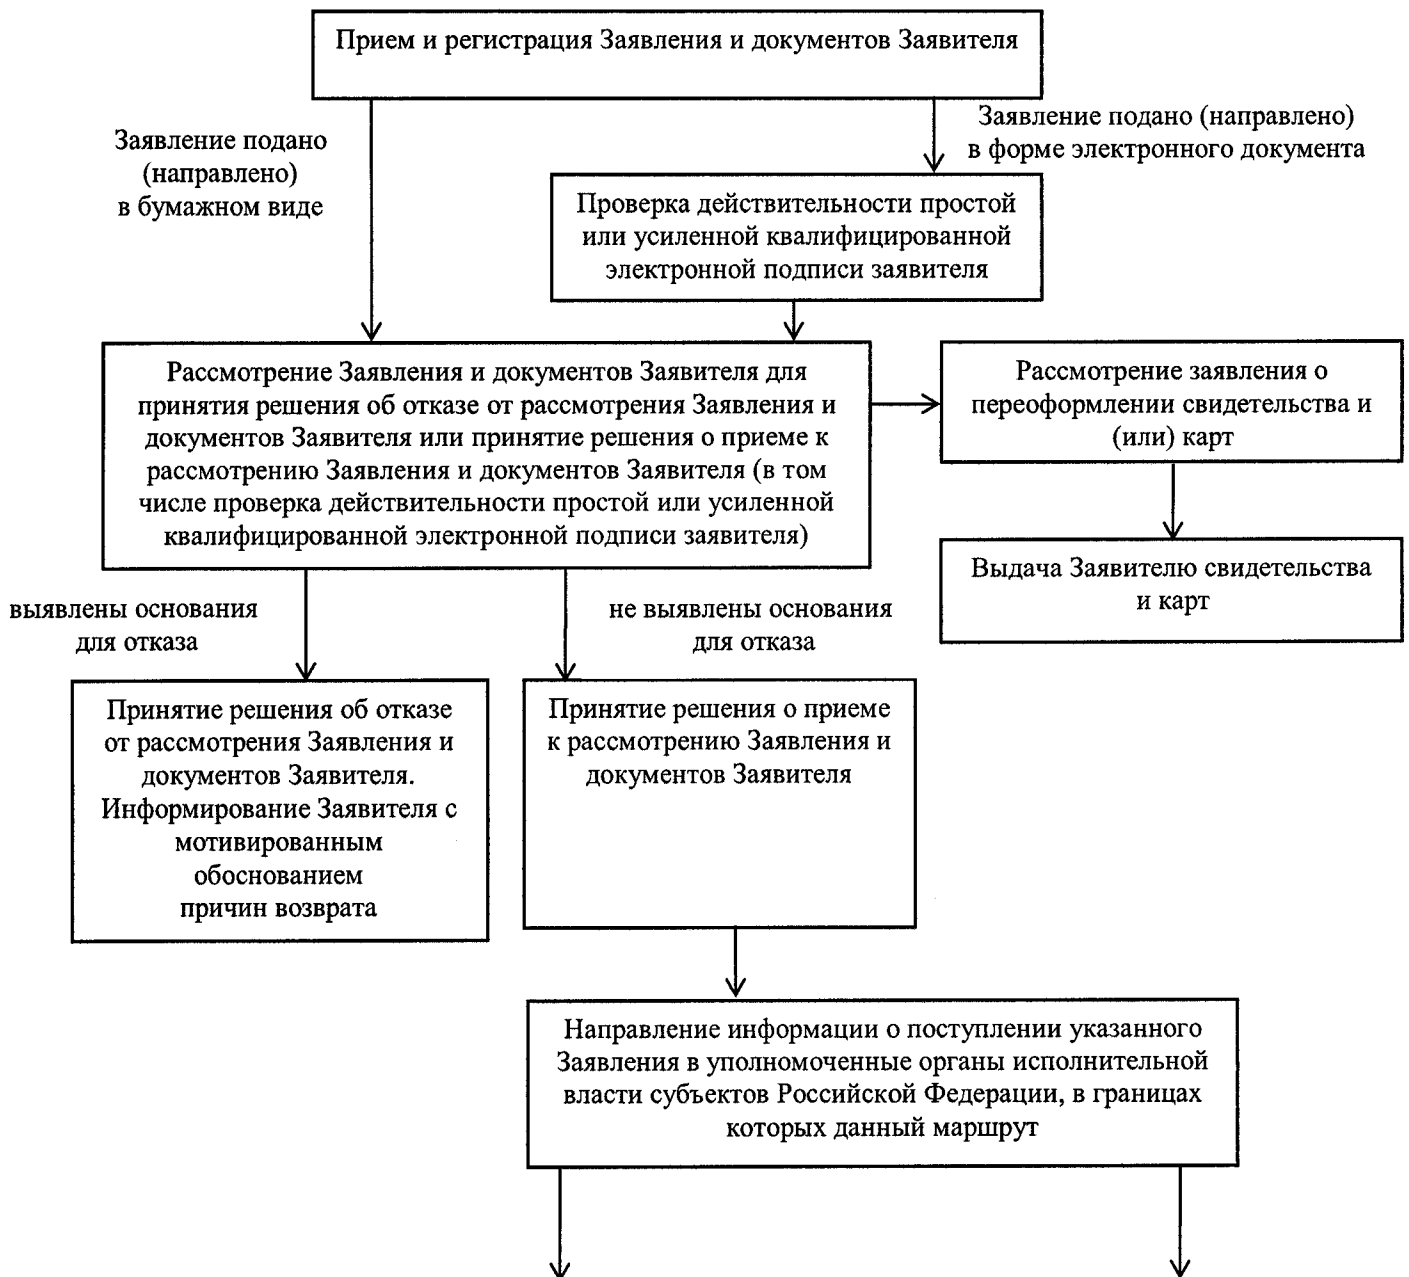 Прием и регистрация Заявления и документов Заявителя
Заявление подано
(направлено)
в бумажном виде
Заявление подано (направлено)
в форме электронного документа
Проверка действительности простой
или усиленной квалифицированной
электронной подписи заявителя
Рассмотрение Заявления и документов Заявителя для
принятия решения об отказе от рассмотрения Заявления и
документов Заявителя или принятие решения о приеме к
рассмотрению Заявления и документов Заявителя (в том
числе проверка действительности простой или усиленной
квалифицированной электронной подписи заявителя)
Рассмотрение заявления о
переоформлении свидетельства и
(или) карт
Выдача Заявителю свидетельства
и карт
выявлены основания
для отказа
не выявлены основания
для отказа
Принятие решения об отказе
от рассмотрения Заявления и
документов Заявителя.
Информирование Заявителя с
мотивированным
обоснованием
причин возврата
Принятие решения о приеме
к рассмотрению Заявления и
документов Заявителя
Направление информации о поступлении указанного
Заявления в уполномоченные органы исполнительной
власти субъектов Российской Федерации, в границах
которых данный маршрут